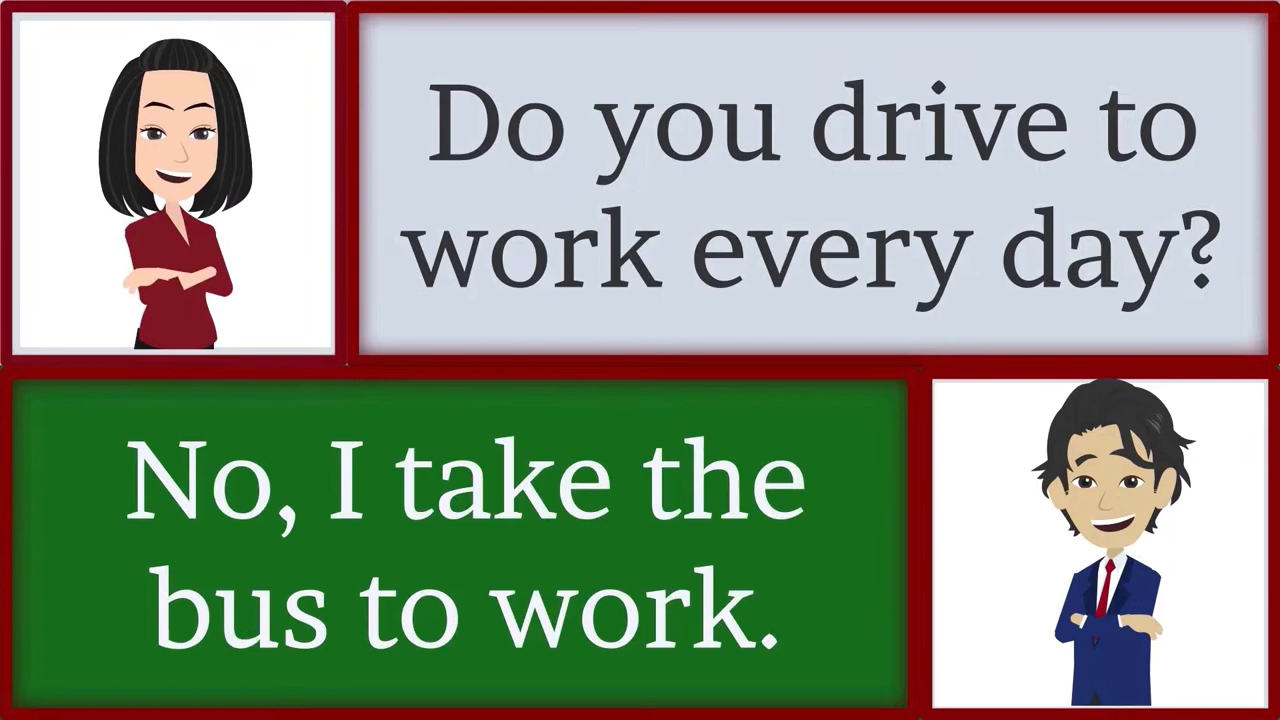 Do you drive to
work every day?
No, I take the
bus to work.